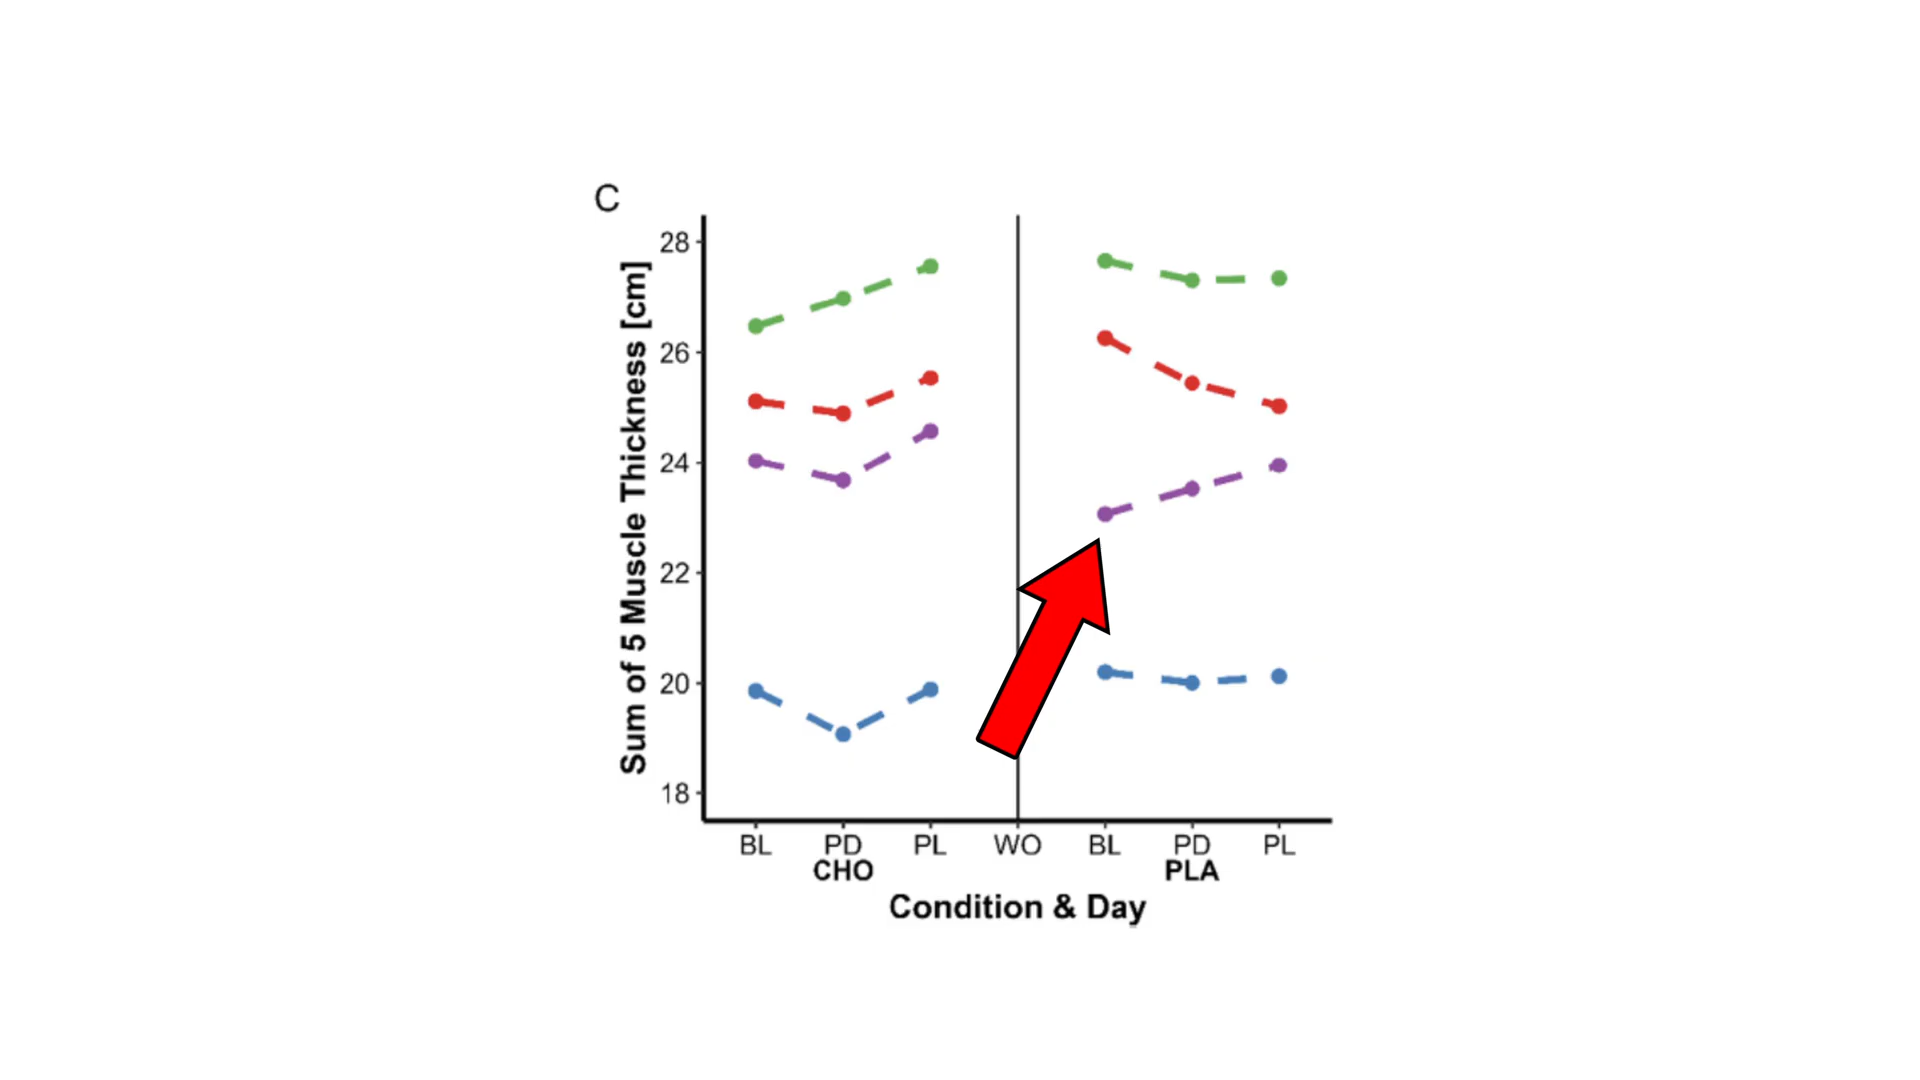 C
Sum of 5 Muscle Thickness [cm]
28
26
24
22
20
18
BL PD PL WO BL PD PL
CHO PLA
Condition & Day